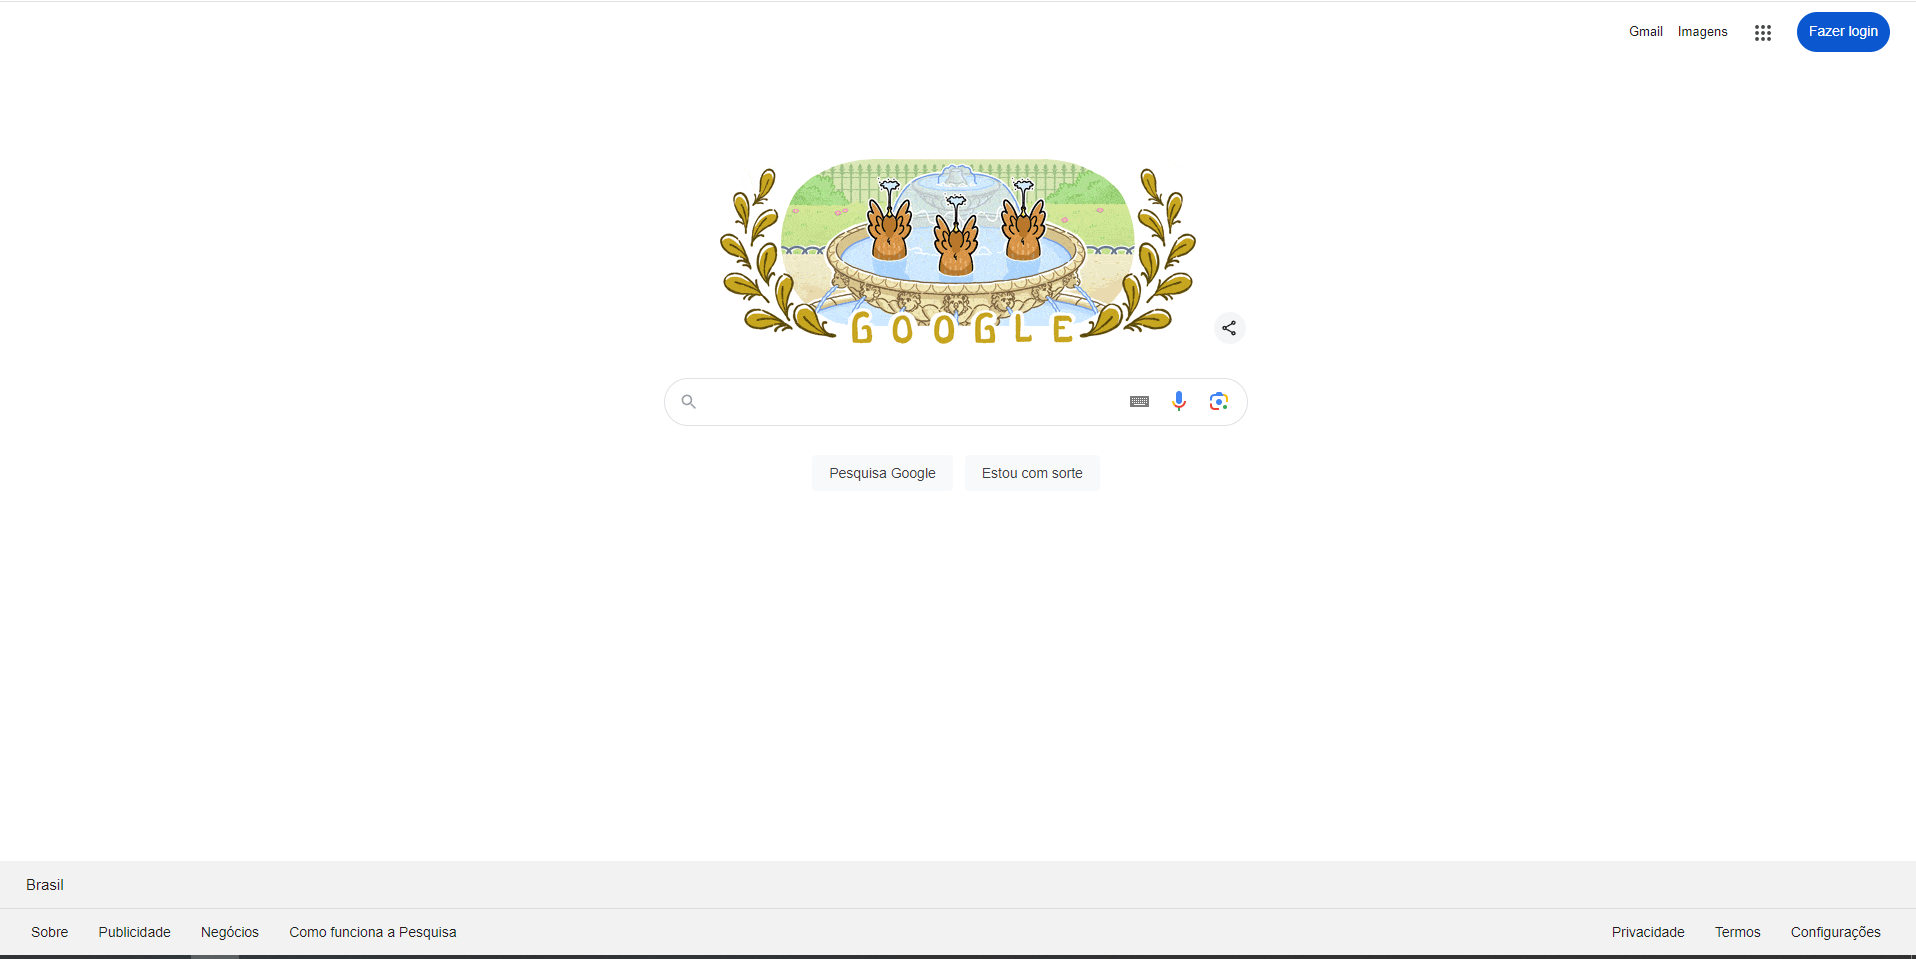 Gmail Imagens Fazer login
GOOGLE
Pesquisa Google Estou com sorte
Brasil
Sobre Publicidade Negócios Como funciona a Pesquisa Privacidade Termos Configurações